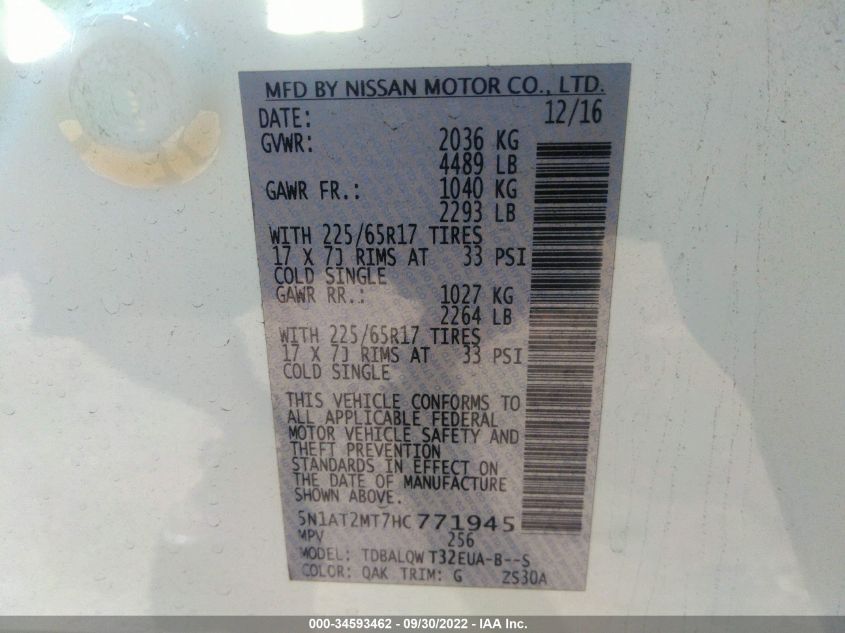 MFD BY NISSAN MOTOR CO., LTD.
DATE: 12/16
GVWR: 2036 KG
4489 LB
GAWR FR.: 1040 KG
2293 LB
WITH 225/65R17 TIRES
17 X 7J RIMS AT 33 PSI
COLD SINGLE
GAWR RR.: 1027 KG
2264 LB
WITH 225/65R17 TIRES
17 X 7J RIMS AT 33 PSI
COLD SINGLE
THIS VEHICLE CONFORMS TO
ALL APPLICABLE FEDERAL
MOTOR VEHICLE SAFETY AND
THEFT PREVENTION
STANDARDS IN EFFECT ON
THE DATE OF MANUFACTURE
SHOWN ABOVE.
5N1AT2MT7HC771945
MPV 256
MODEL: TDBALQW T32EUA-B--S
COLOR: QAK TRIM: G ZS30A
000-34593462 - 09/30/2022 - IAA Inc.